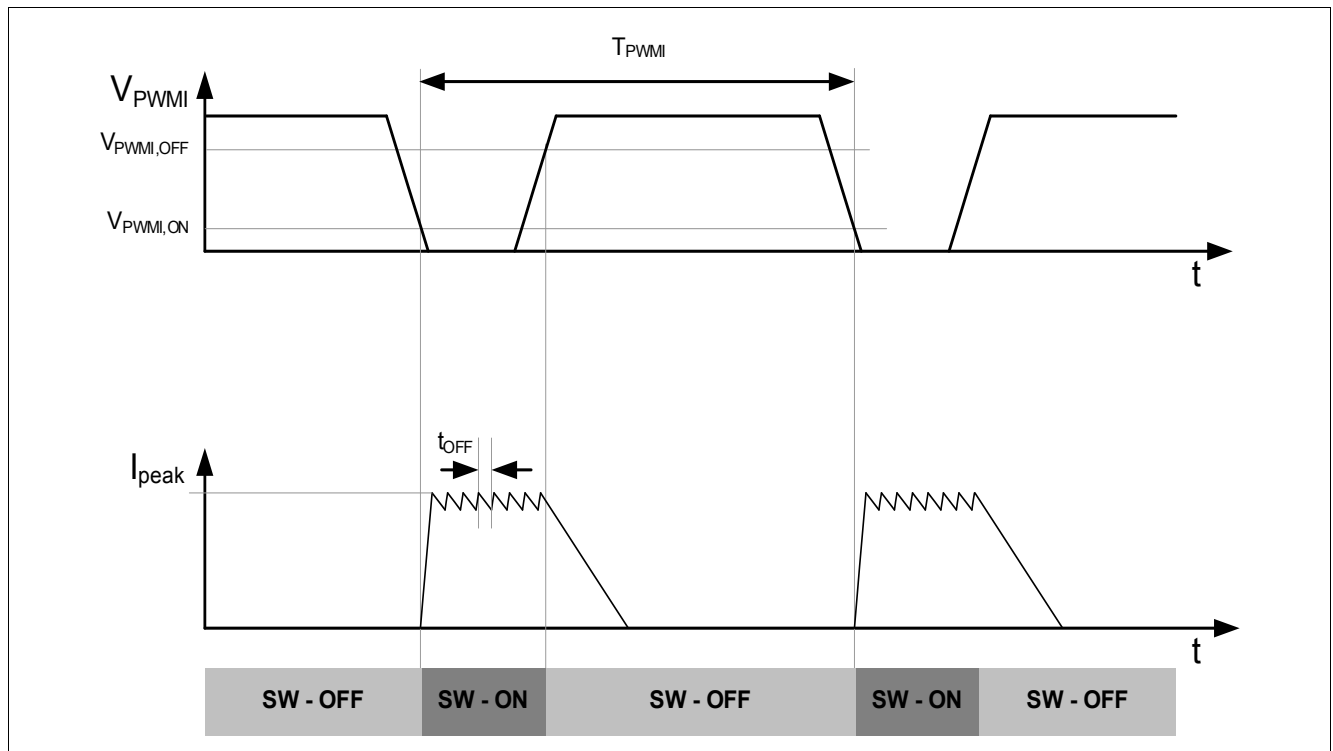 TPWMI
VPWMI
VPWMI,OFF
VPWMI,ON
t
tOFF
Ipeak
t
SW - OFF SW - ON SW - OFF SW - ON SW - OFF